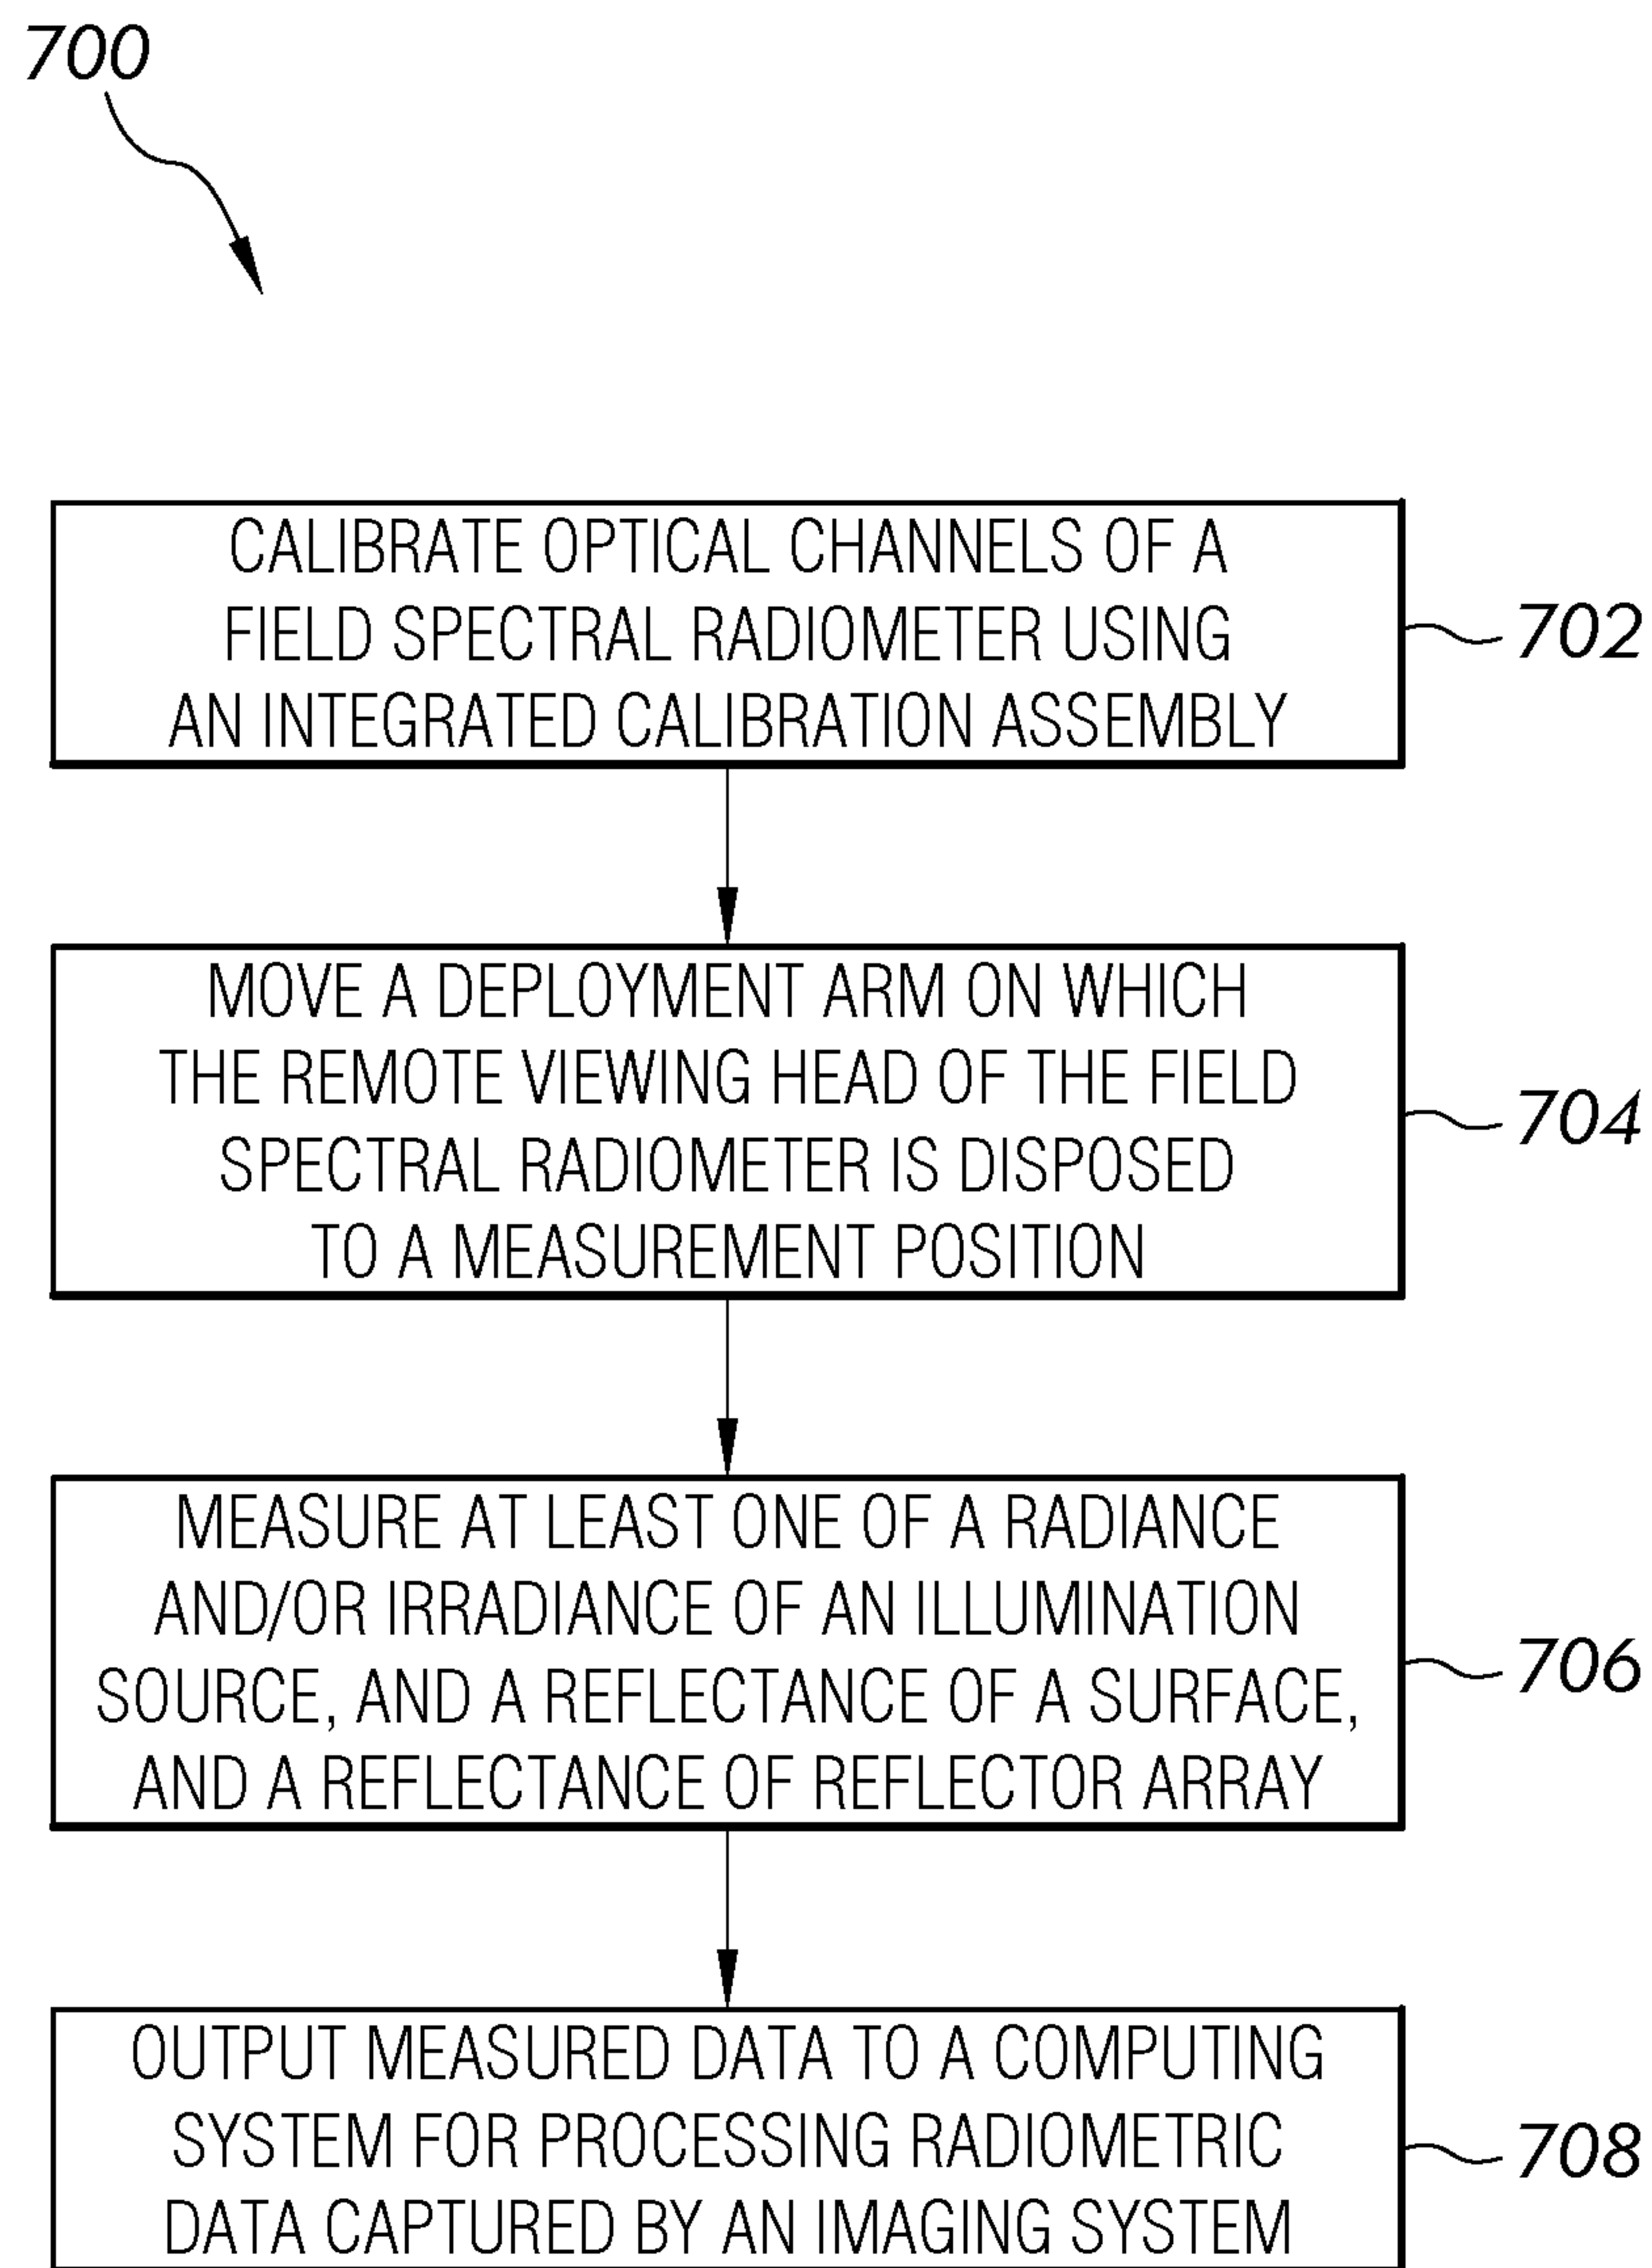 700
CALIBRATE OPTICAL CHANNELS OF A
FIELD SPECTRAL RADIOMETER USING
AN INTEGRATED CALIBRATION ASSEMBLY
702
MOVE A DEPLOYMENT ARM ON WHICH
THE REMOTE VIEWING HEAD OF THE FIELD
SPECTRAL RADIOMETER IS DISPOSED
TO A MEASUREMENT POSITION
704
MEASURE AT LEAST ONE OF A RADIANCE
AND/OR IRRADIANCE OF AN ILLUMINATION
SOURCE, AND A REFLECTANCE OF A SURFACE,
AND A REFLECTANCE OF REFLECTOR ARRAY
706
OUTPUT MEASURED DATA TO A COMPUTING
SYSTEM FOR PROCESSING RADIOMETRIC
DATA CAPTURED BY AN IMAGING SYSTEM
708